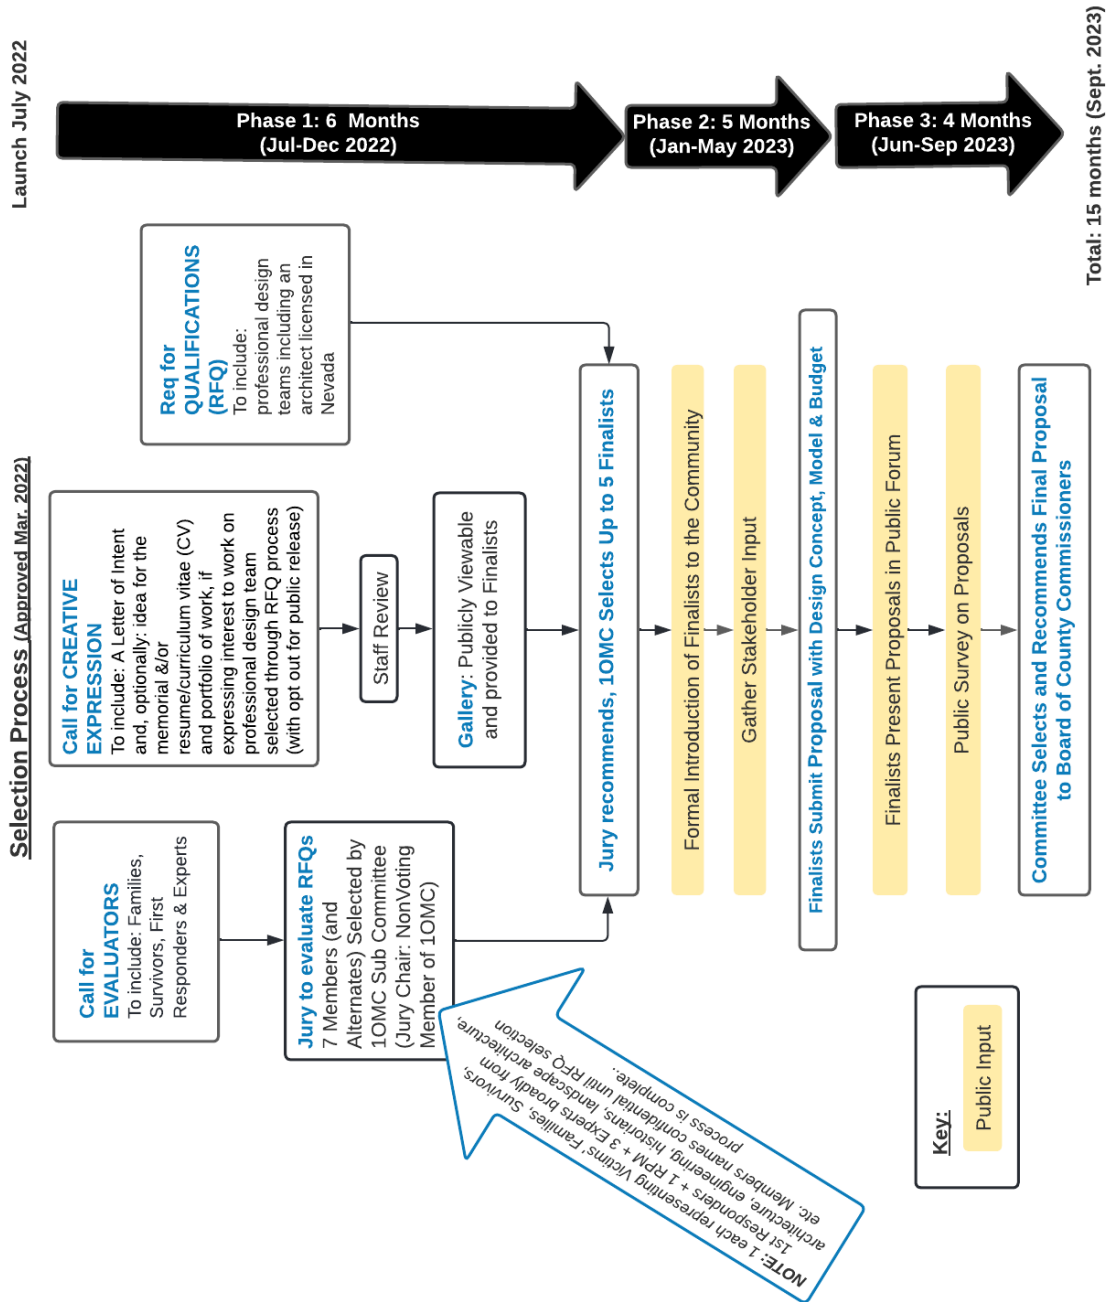 Selection Process (Approved Mar. 2022)
Launch July 2022
Phase 1: 6  Months
(Jul-Dec 2022)
Phase 2: 5 Months
(Jan-May 2023)
Phase 3: 4 Months
(Jun-Sep 2023)
Total: 15 months (Sept. 2023)
Call for
EVALUATORS
To include: Families,
Survivors, First
Responders & Experts
Jury to evaluate RFQs
7 Members (and
Alternates) Selected by
1OMC Sub Committee
(Jury Chair: NonVoting
Member of 1OMC)
NOTE: 1 each representing Victims' Families, Survivors,
1st Responders + 1 RPM + 3 Experts broadly from
architecture, engineering, historians, landscape architecture,
etc. Members names confidential until RFQ selection
process is complete..
Call for CREATIVE
EXPRESSION
To include: A Letter of Intent
and, optionally: idea for the
memorial &/or
resume/curriculum vitae (CV)
and portfolio of work, if
expressing interest to work on
professional design team
selected through RFQ process
(with opt out for public release)
Staff Review
Gallery: Publicly Viewable
and provided to Finalists
Req for
QUALIFICATIONS
(RFQ)
To include:
professional design
teams including an
architect licensed in
Nevada
Jury recommends, 1OMC Selects Up to 5 Finalists
Formal Introduction of Finalists to the Community
Gather Stakeholder Input
Finalists Submit Proposal with Design Concept, Model & Budget
Finalists Present Proposals in Public Forum
Public Survey on Proposals
Committee Selects and Recommends Final Proposal
to Board of County Commissioners
Key:
Public Input